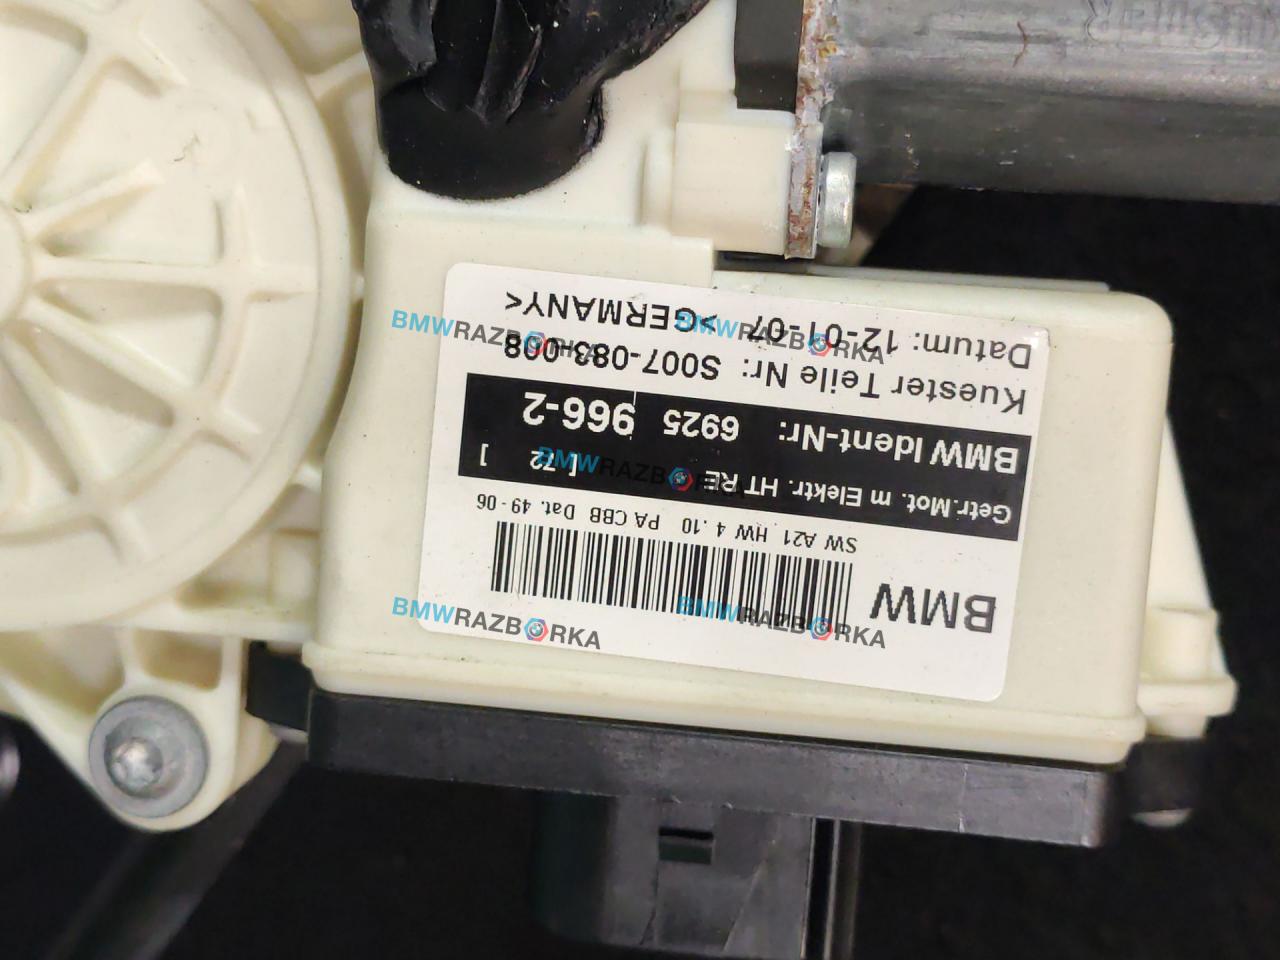 BMW
SW A21 HW 4.10 PA CBB Dat. 49-06
Getr.Mot. m Elektr. HT RE [ 72 ]
BMW Ident-Nr: 6925 966-2
Kuester Teile Nr: S007-083-008
Datum: 12-01-07 >GERMANY<
BMWRAZBORKA
BMWRAZBORKA
BMWRAZBORKA
BMWRAZBORKA
BMWRAZBORKA